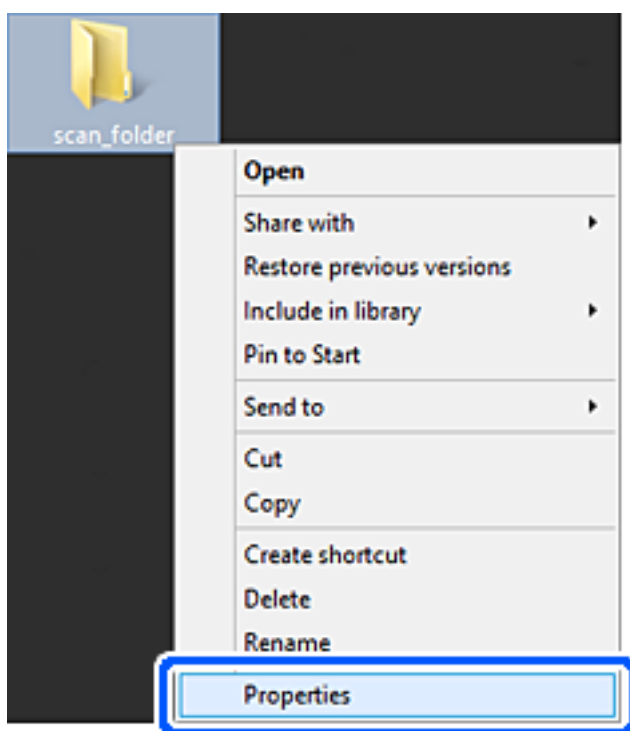 scan_folder
Open
Share with
Restore previous versions
Include in library
Pin to Start
Send to
Cut
Copy
Create shortcut
Delete
Rename
Properties